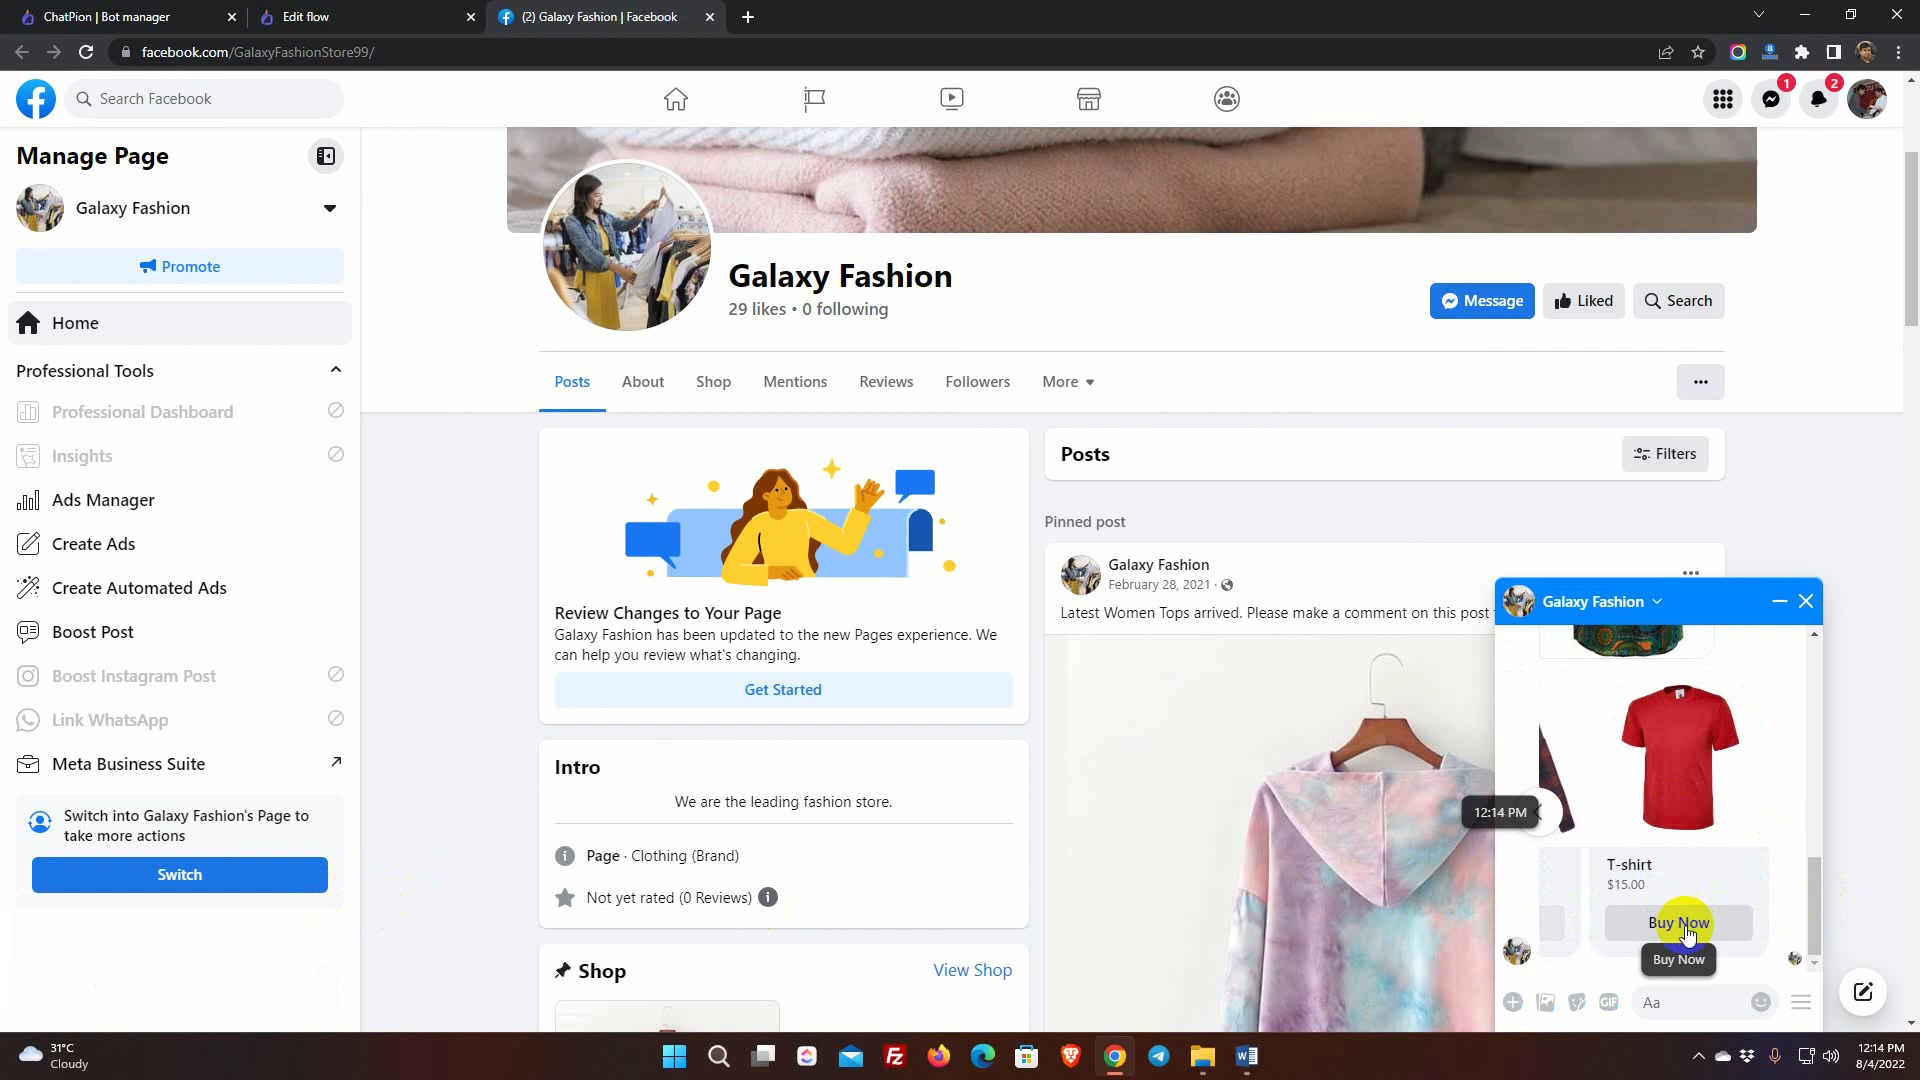 ChatPion | Bot manager
Edit flow
(2) Galaxy Fashion | Facebook
facebook.com/GalaxyFashionStore99/
Search Facebook
1
2
Manage Page
Galaxy Fashion
Promote
Home
Professional Tools
Professional Dashboard
Insights
Ads Manager
Create Ads
Create Automated Ads
Boost Post
Boost Instagram Post
Link WhatsApp
Meta Business Suite
Switch into Galaxy Fashion's Page to
take more actions
Switch
Galaxy Fashion
29 likes • 0 following
Message
Liked
Search
Posts
About
Shop
Mentions
Reviews
Followers
More
Review Changes to Your Page
Galaxy Fashion has been updated to the new Pages experience. We
can help you review what's changing.
Get Started
Intro
We are the leading fashion store.
Page · Clothing (Brand)
Not yet rated (0 Reviews)
Shop
View Shop
Posts
Filters
Pinned post
Galaxy Fashion
February 28, 2021 ·
Latest Women Tops arrived. Please make a comment on this post
Galaxy Fashion
12:14 PM
T-shirt
$15.00
Buy Now
Buy Now
GIF
Aa
31°C
Cloudy
12:14 PM
8/4/2022